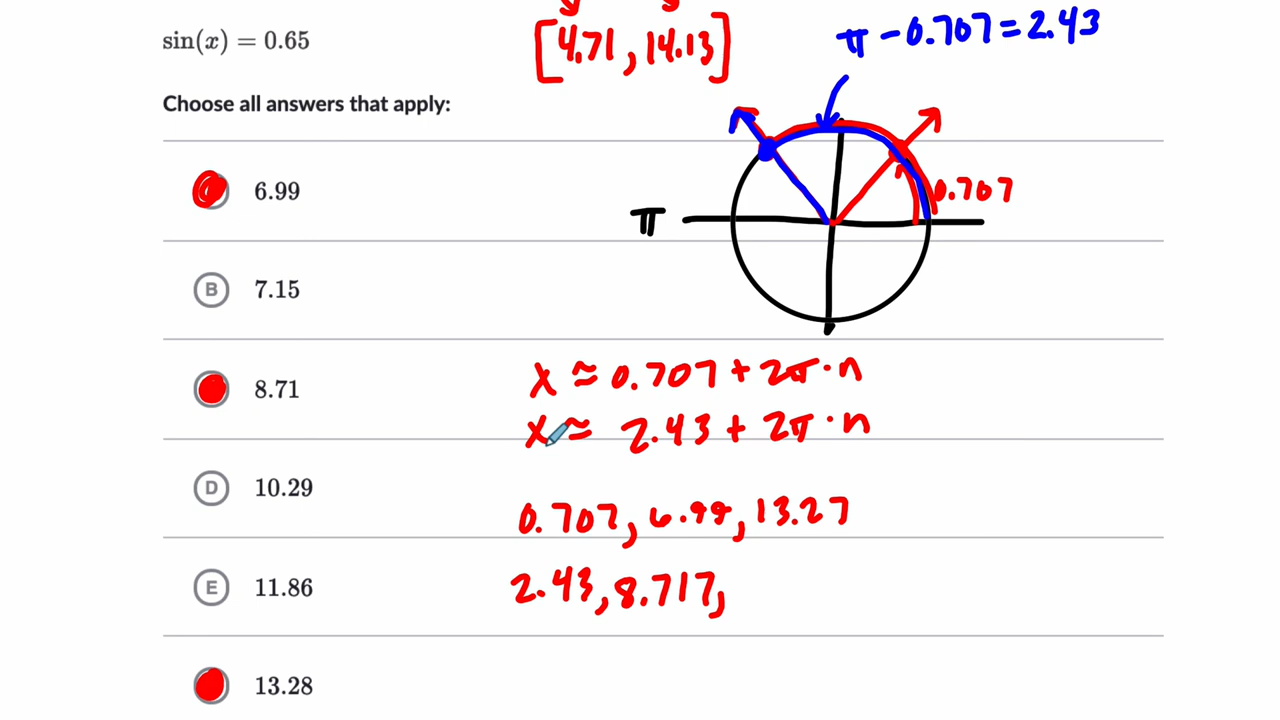 sin(x) = 0.65
[4.71, 14.13]
π - 0.707 = 2.43
Choose all answers that apply:
6.99
0.707
π
B 7.15
x ≈ 0.707 + 2π · n
8.71
x ≈ 2.43 + 2π · n
D 10.29
0.707, 6.99, 13.27
E 11.86
2.43, 8.717,
13.28